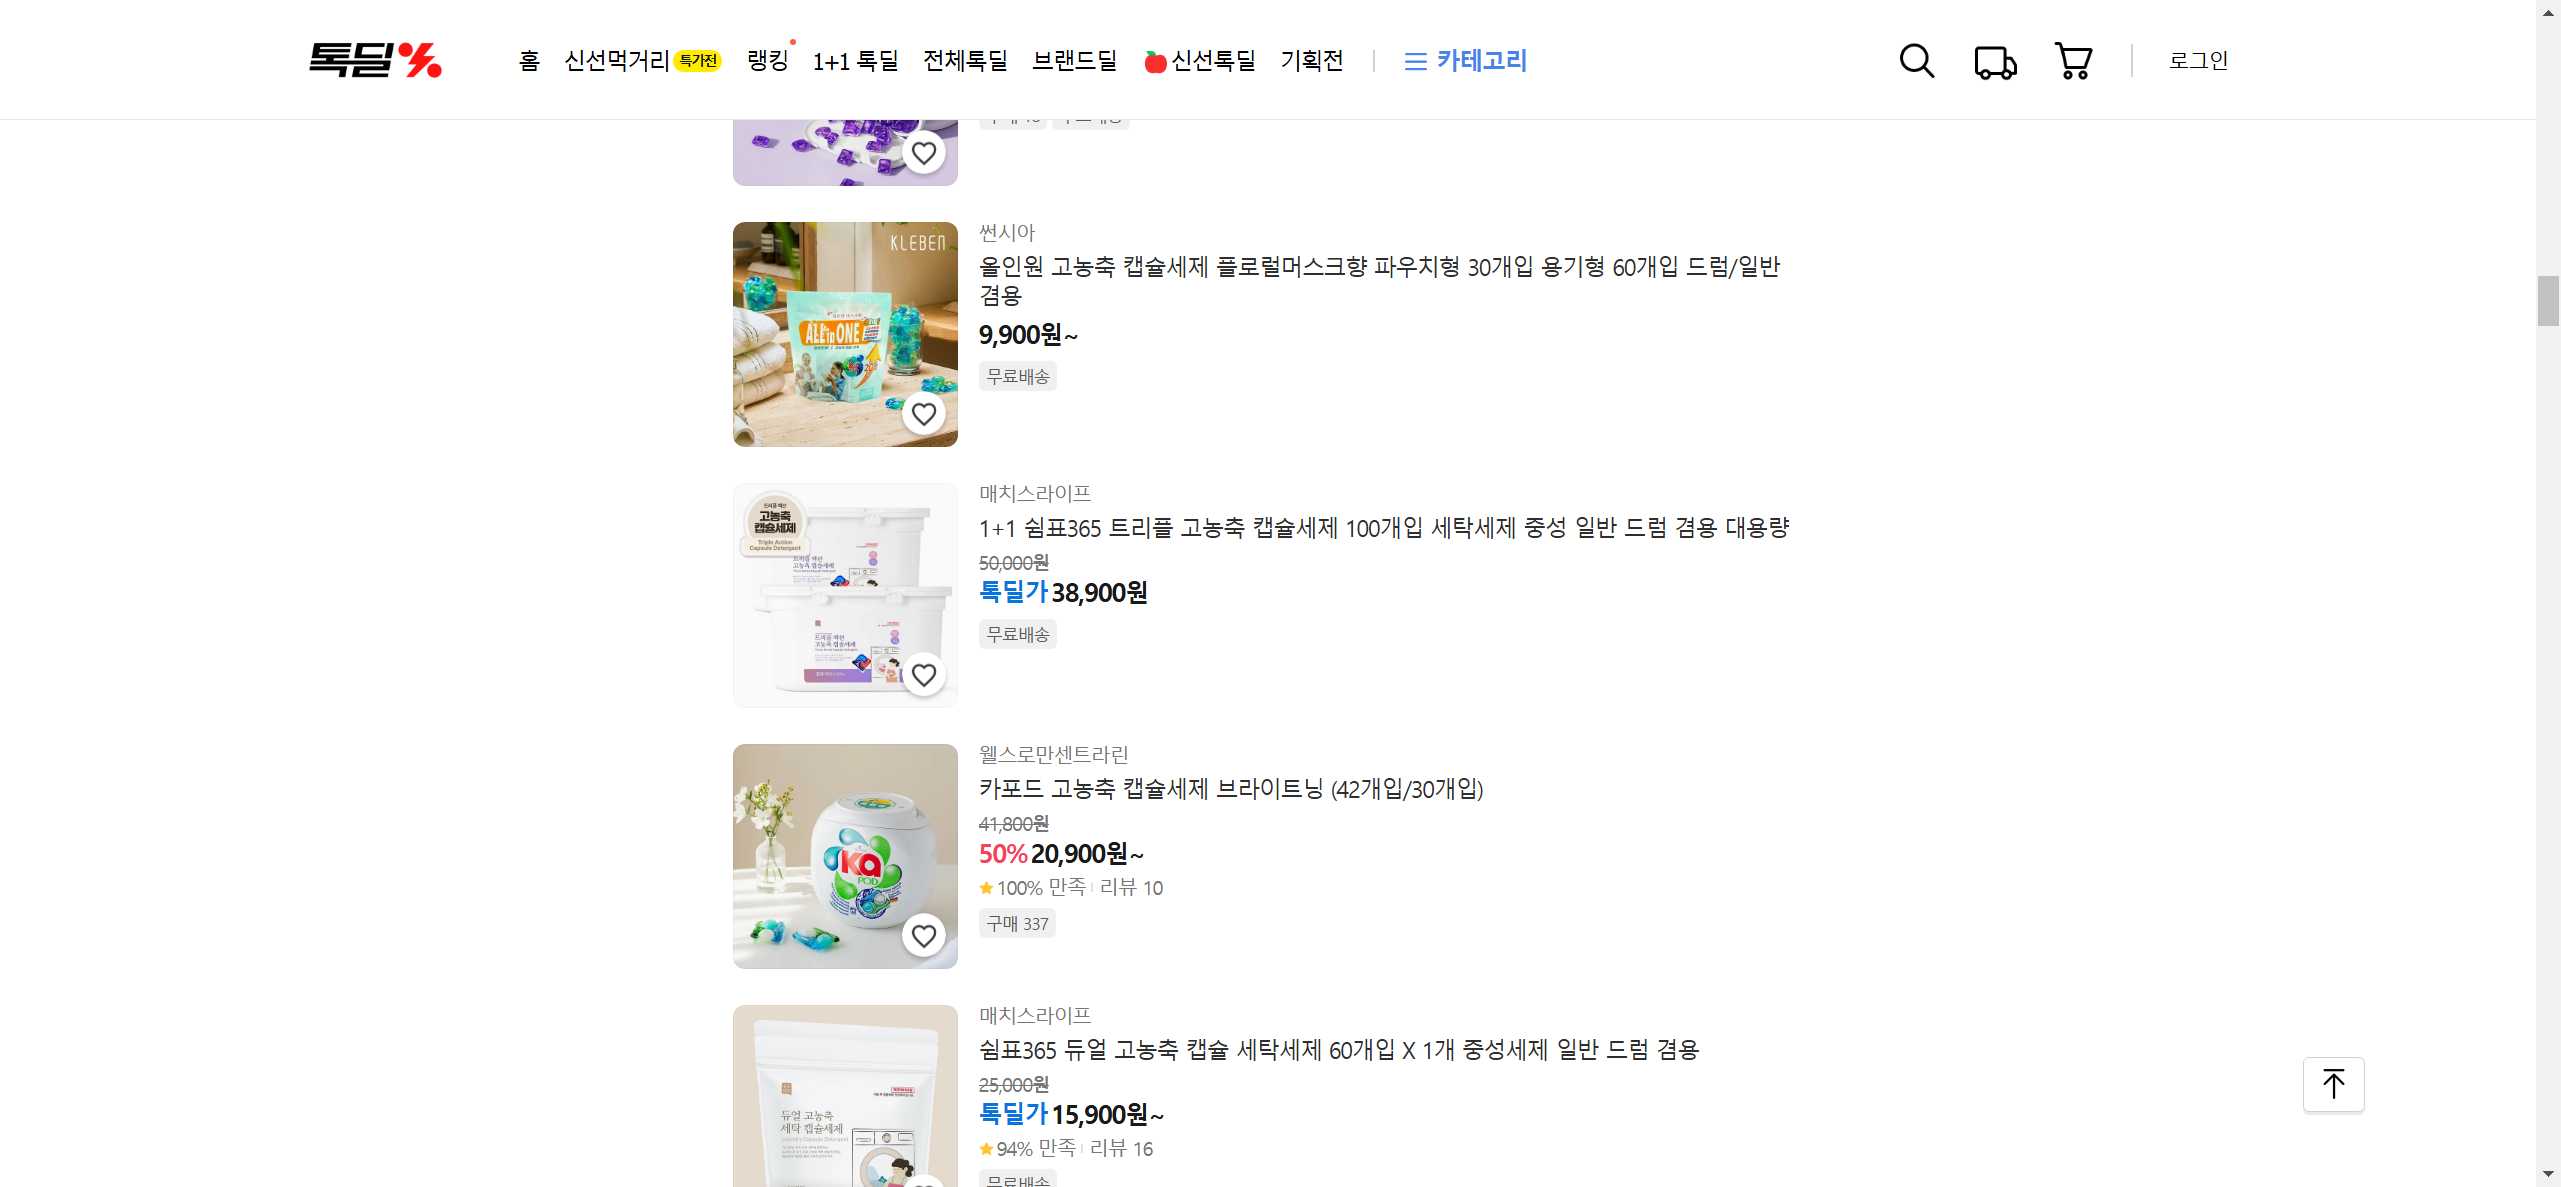 톡딜
홈 신선먹거리 특가전 랭킹 1+1 톡딜 전체톡딜 브랜드딜 신선톡딜 기획전 카테고리 로그인
KLEBEN
ALL in ONE
썬시아
올인원 고농축 캡슐세제 플로럴머스크향 파우치형 30개입 용기형 60개입 드럼/일반
겸용
9,900원~
무료배송
고농축
캡슐세제
Triple Action
Capsule Detergent
매치스라이프
1+1 쉼표365 트리플 고농축 캡슐세제 100개입 세탁세제 중성 일반 드럼 겸용 대용량
50,000원
톡딜가 38,900원
무료배송
ka
POD
웰스로만센트라린
카포드 고농축 캡슐세제 브라이트닝 (42개입/30개입)
41,800원
50% 20,900원~
100% 만족 리뷰 10
구매 337
듀얼 고농축
세탁 캡슐세제
매치스라이프
쉼표365 듀얼 고농축 캡슐 세탁세제 60개입 X 1개 중성세제 일반 드럼 겸용
25,000원
톡딜가 15,900원~
94% 만족 리뷰 16
무료배송